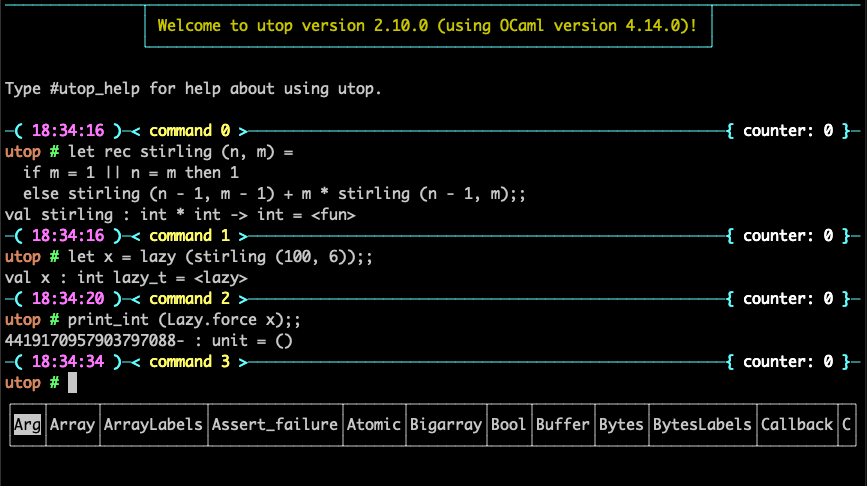 Welcome to utop version 2.10.0 (using OCaml version 4.14.0)!
Type #utop_help for help about using utop.
─( 18:34:16 )─< command 0 >─{ counter: 0 }─
utop # let rec stirling (n, m) =
  if m = 1 || n = m then 1
  else stirling (n - 1, m - 1) + m * stirling (n - 1, m);;
val stirling : int * int -> int = <fun>
─( 18:34:16 )─< command 1 >─{ counter: 0 }─
utop # let x = lazy (stirling (100, 6));;
val x : int lazy_t = <lazy>
─( 18:34:20 )─< command 2 >─{ counter: 0 }─
utop # print_int (Lazy.force x);;
4419170957903797088- : unit = ()
─( 18:34:34 )─< command 3 >─{ counter: 0 }─
utop #
Arg Array ArrayLabels Assert_failure Atomic Bigarray Bool Buffer Bytes BytesLabels Callback C